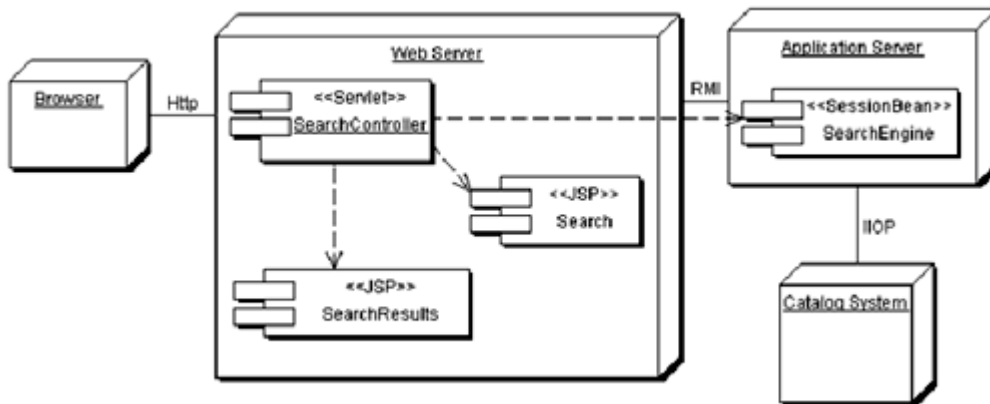 Web Server
Application Server
Browser
Http
<<Servlet>>
SearchController
RMI
<<SessionBean>>
SearchEngine
<<JSP>>
Search
IIOP
<<JSP>>
SearchResults
Catalog System